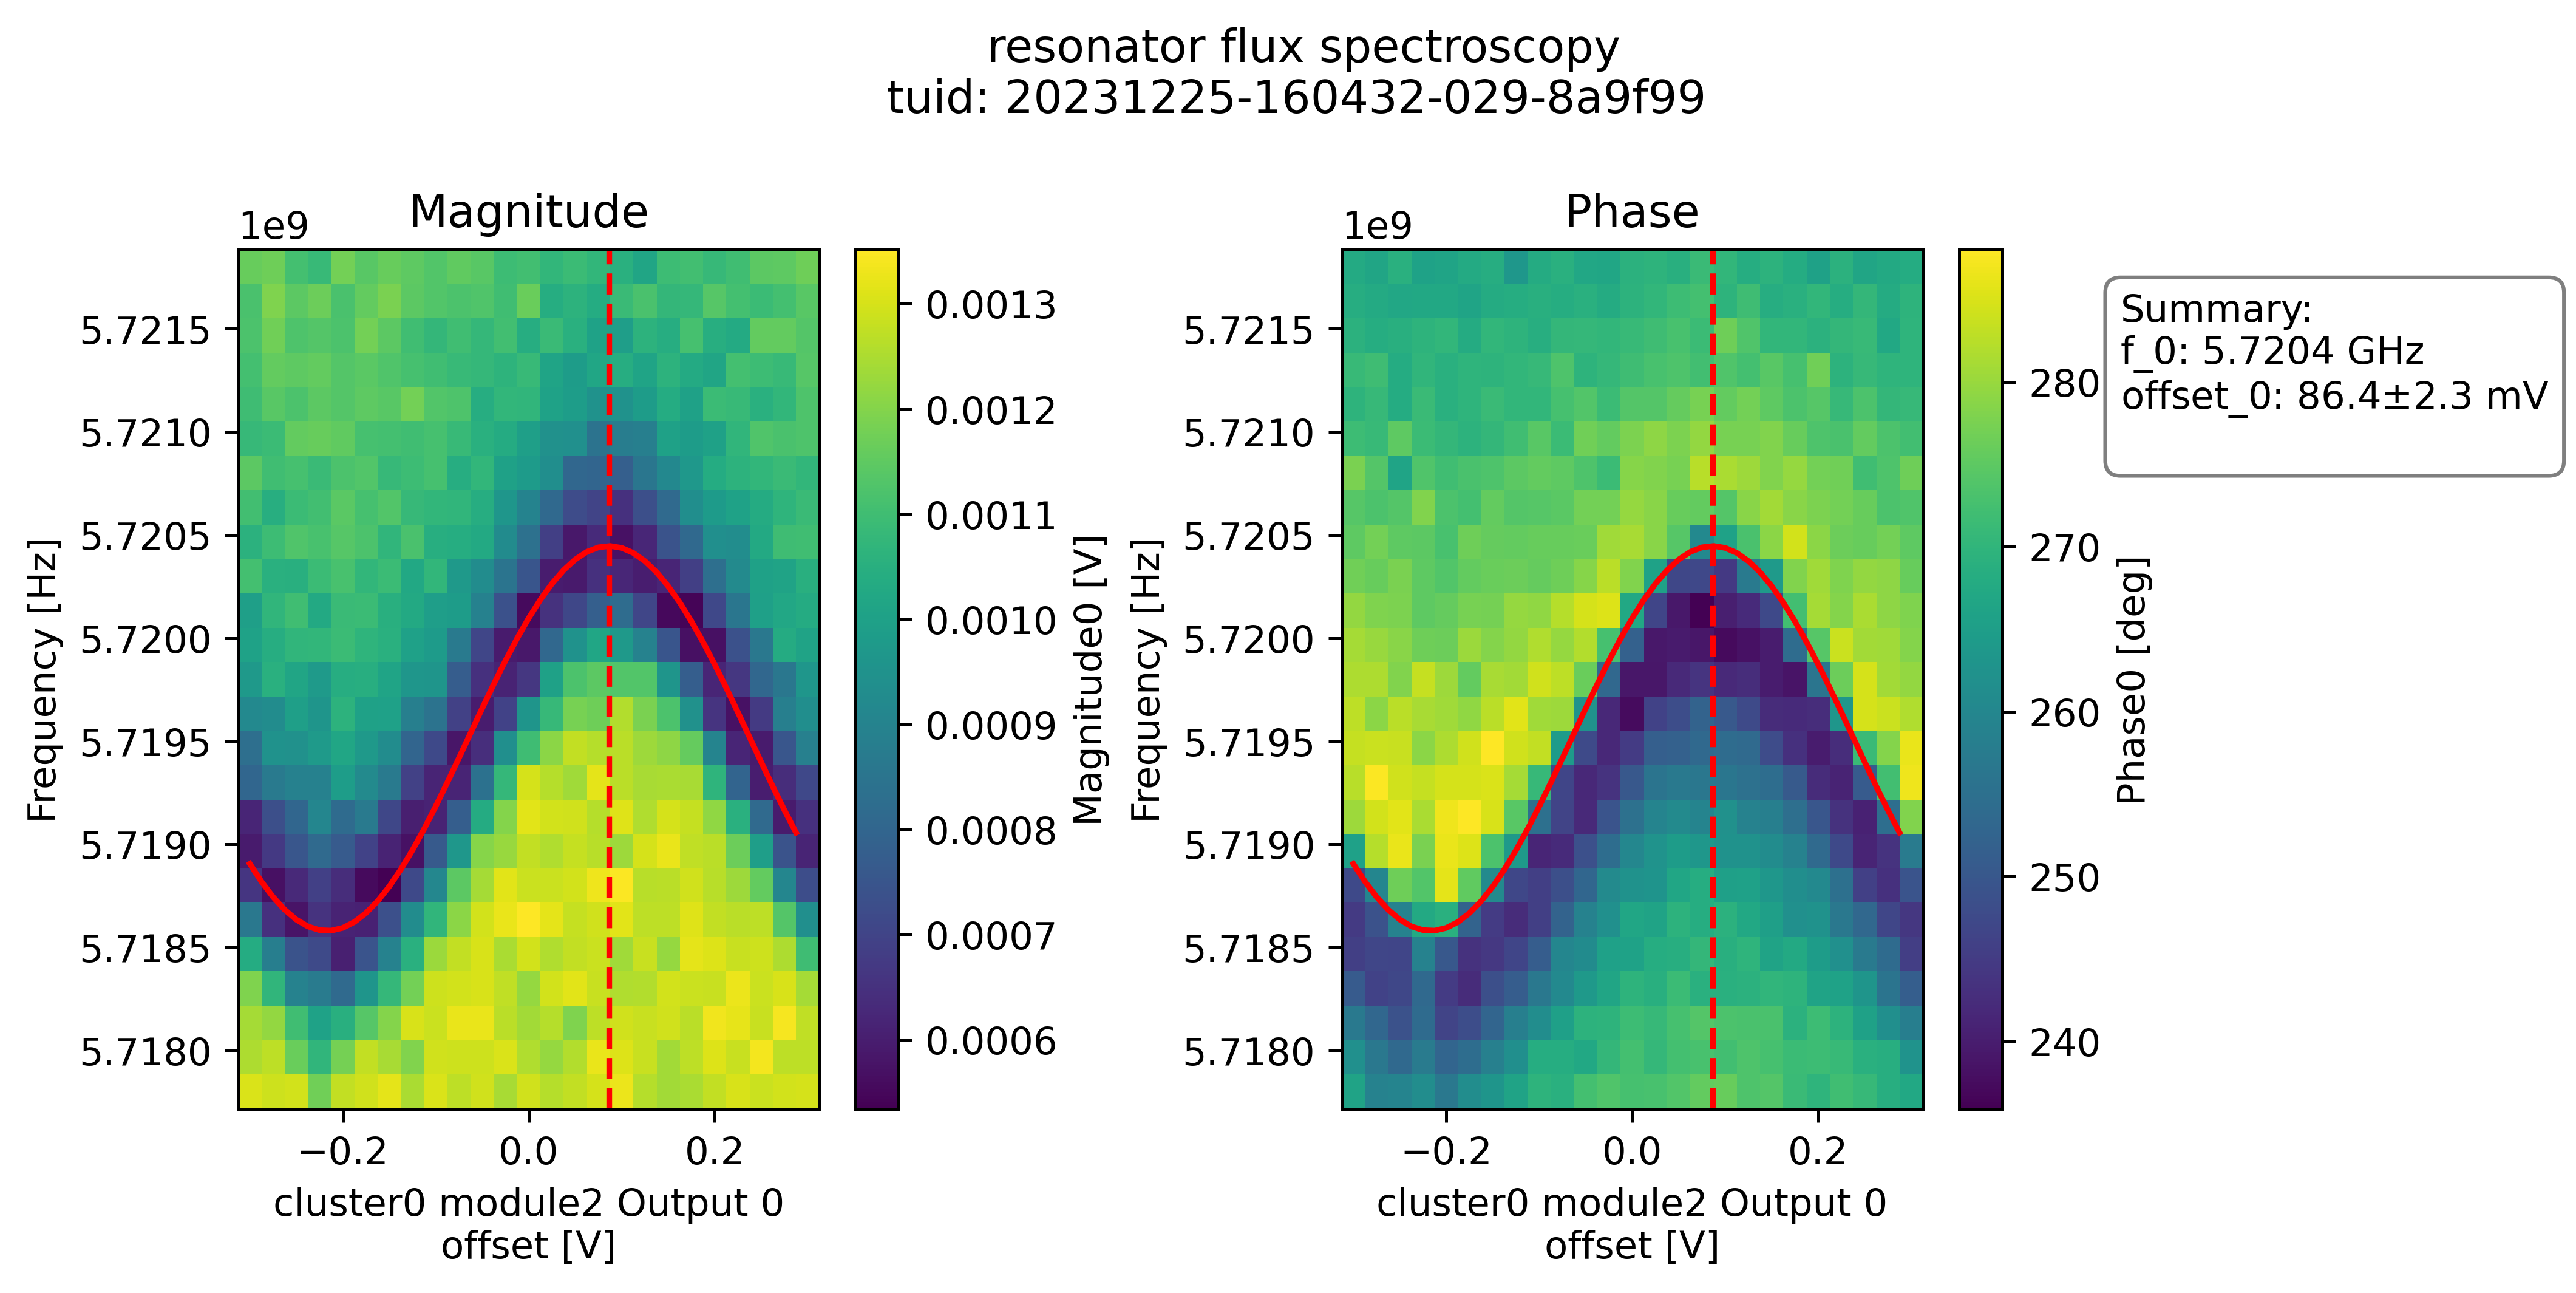 resonator flux spectroscopy
tuid: 20231225-160432-029-8a9f99
Magnitude
1e9
5.7215
5.7210
5.7205
5.7200
5.7195
5.7190
5.7185
5.7180
Frequency [Hz]
−0.2
0.0
0.2
cluster0 module2 Output 0
offset [V]
0.0013
0.0012
0.0011
0.0010
0.0009
0.0008
0.0007
0.0006
Magnitude0 [V]
Phase
1e9
5.7215
5.7210
5.7205
5.7200
5.7195
5.7190
5.7185
5.7180
Frequency [Hz]
−0.2
0.0
0.2
cluster0 module2 Output 0
offset [V]
280
270
260
250
240
Phase0 [deg]
Summary:
f_0: 5.7204 GHz
offset_0: 86.4±2.3 mV